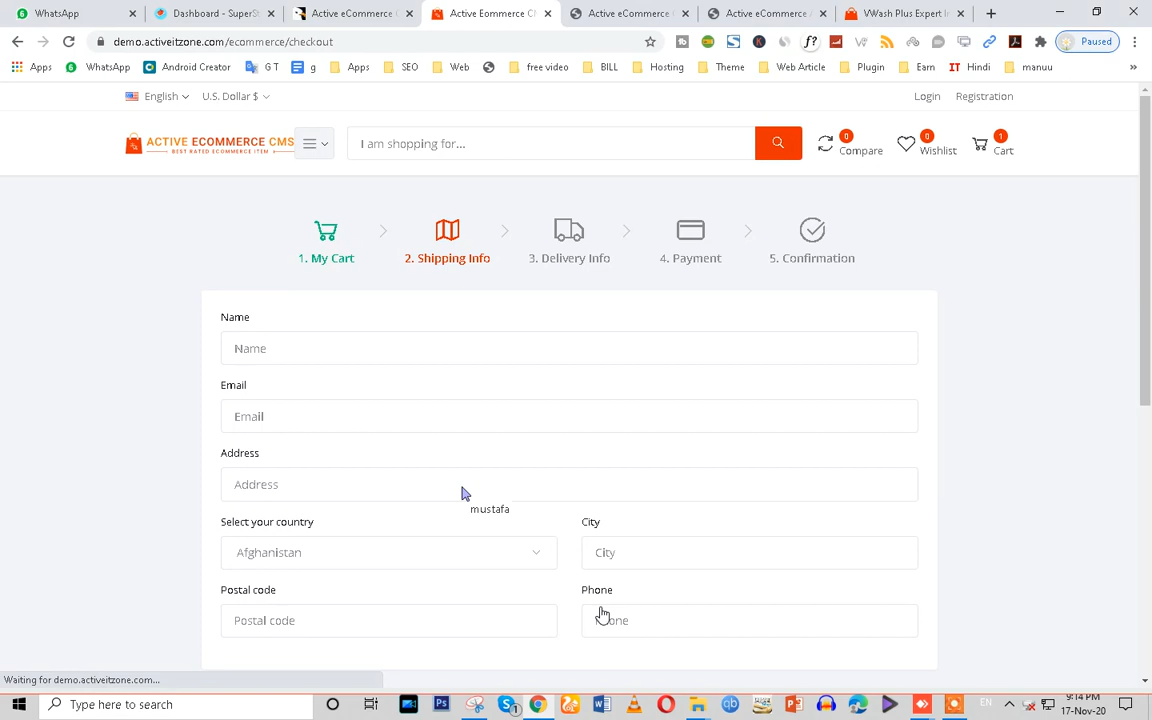 WhatsApp
Dashboard - SuperSt
Active eCommerce C
Active Eommerce C
Active eCommerce C
Active eCommerce
VWash Plus Expert I
demo.activeitzone.com/ecommerce/checkout
Paused
Apps
WhatsApp
Android Creator
G T
g
Apps
SEO
Web
free video
BILL
Hosting
Theme
Web Article
Plugin
Earn
IT Hindi
manuu
English
U.S. Dollar $
Login
Registration
ACTIVE ECOMMERCE CMS
BEST RATED ECOMMERCE ITEM
I am shopping for...
0
Compare
0
Wishlist
1
Cart
1. My Cart
2. Shipping Info
3. Delivery Info
4. Payment
5. Confirmation
Name
Name
Email
Email
Address
Address
mustafa
Select your country
City
Afghanistan
City
Postal code
Phone
Postal code
Phone
Waiting for demo.activeitzone.com...
Type here to search
EN
9:14 PM
17-Nov-20